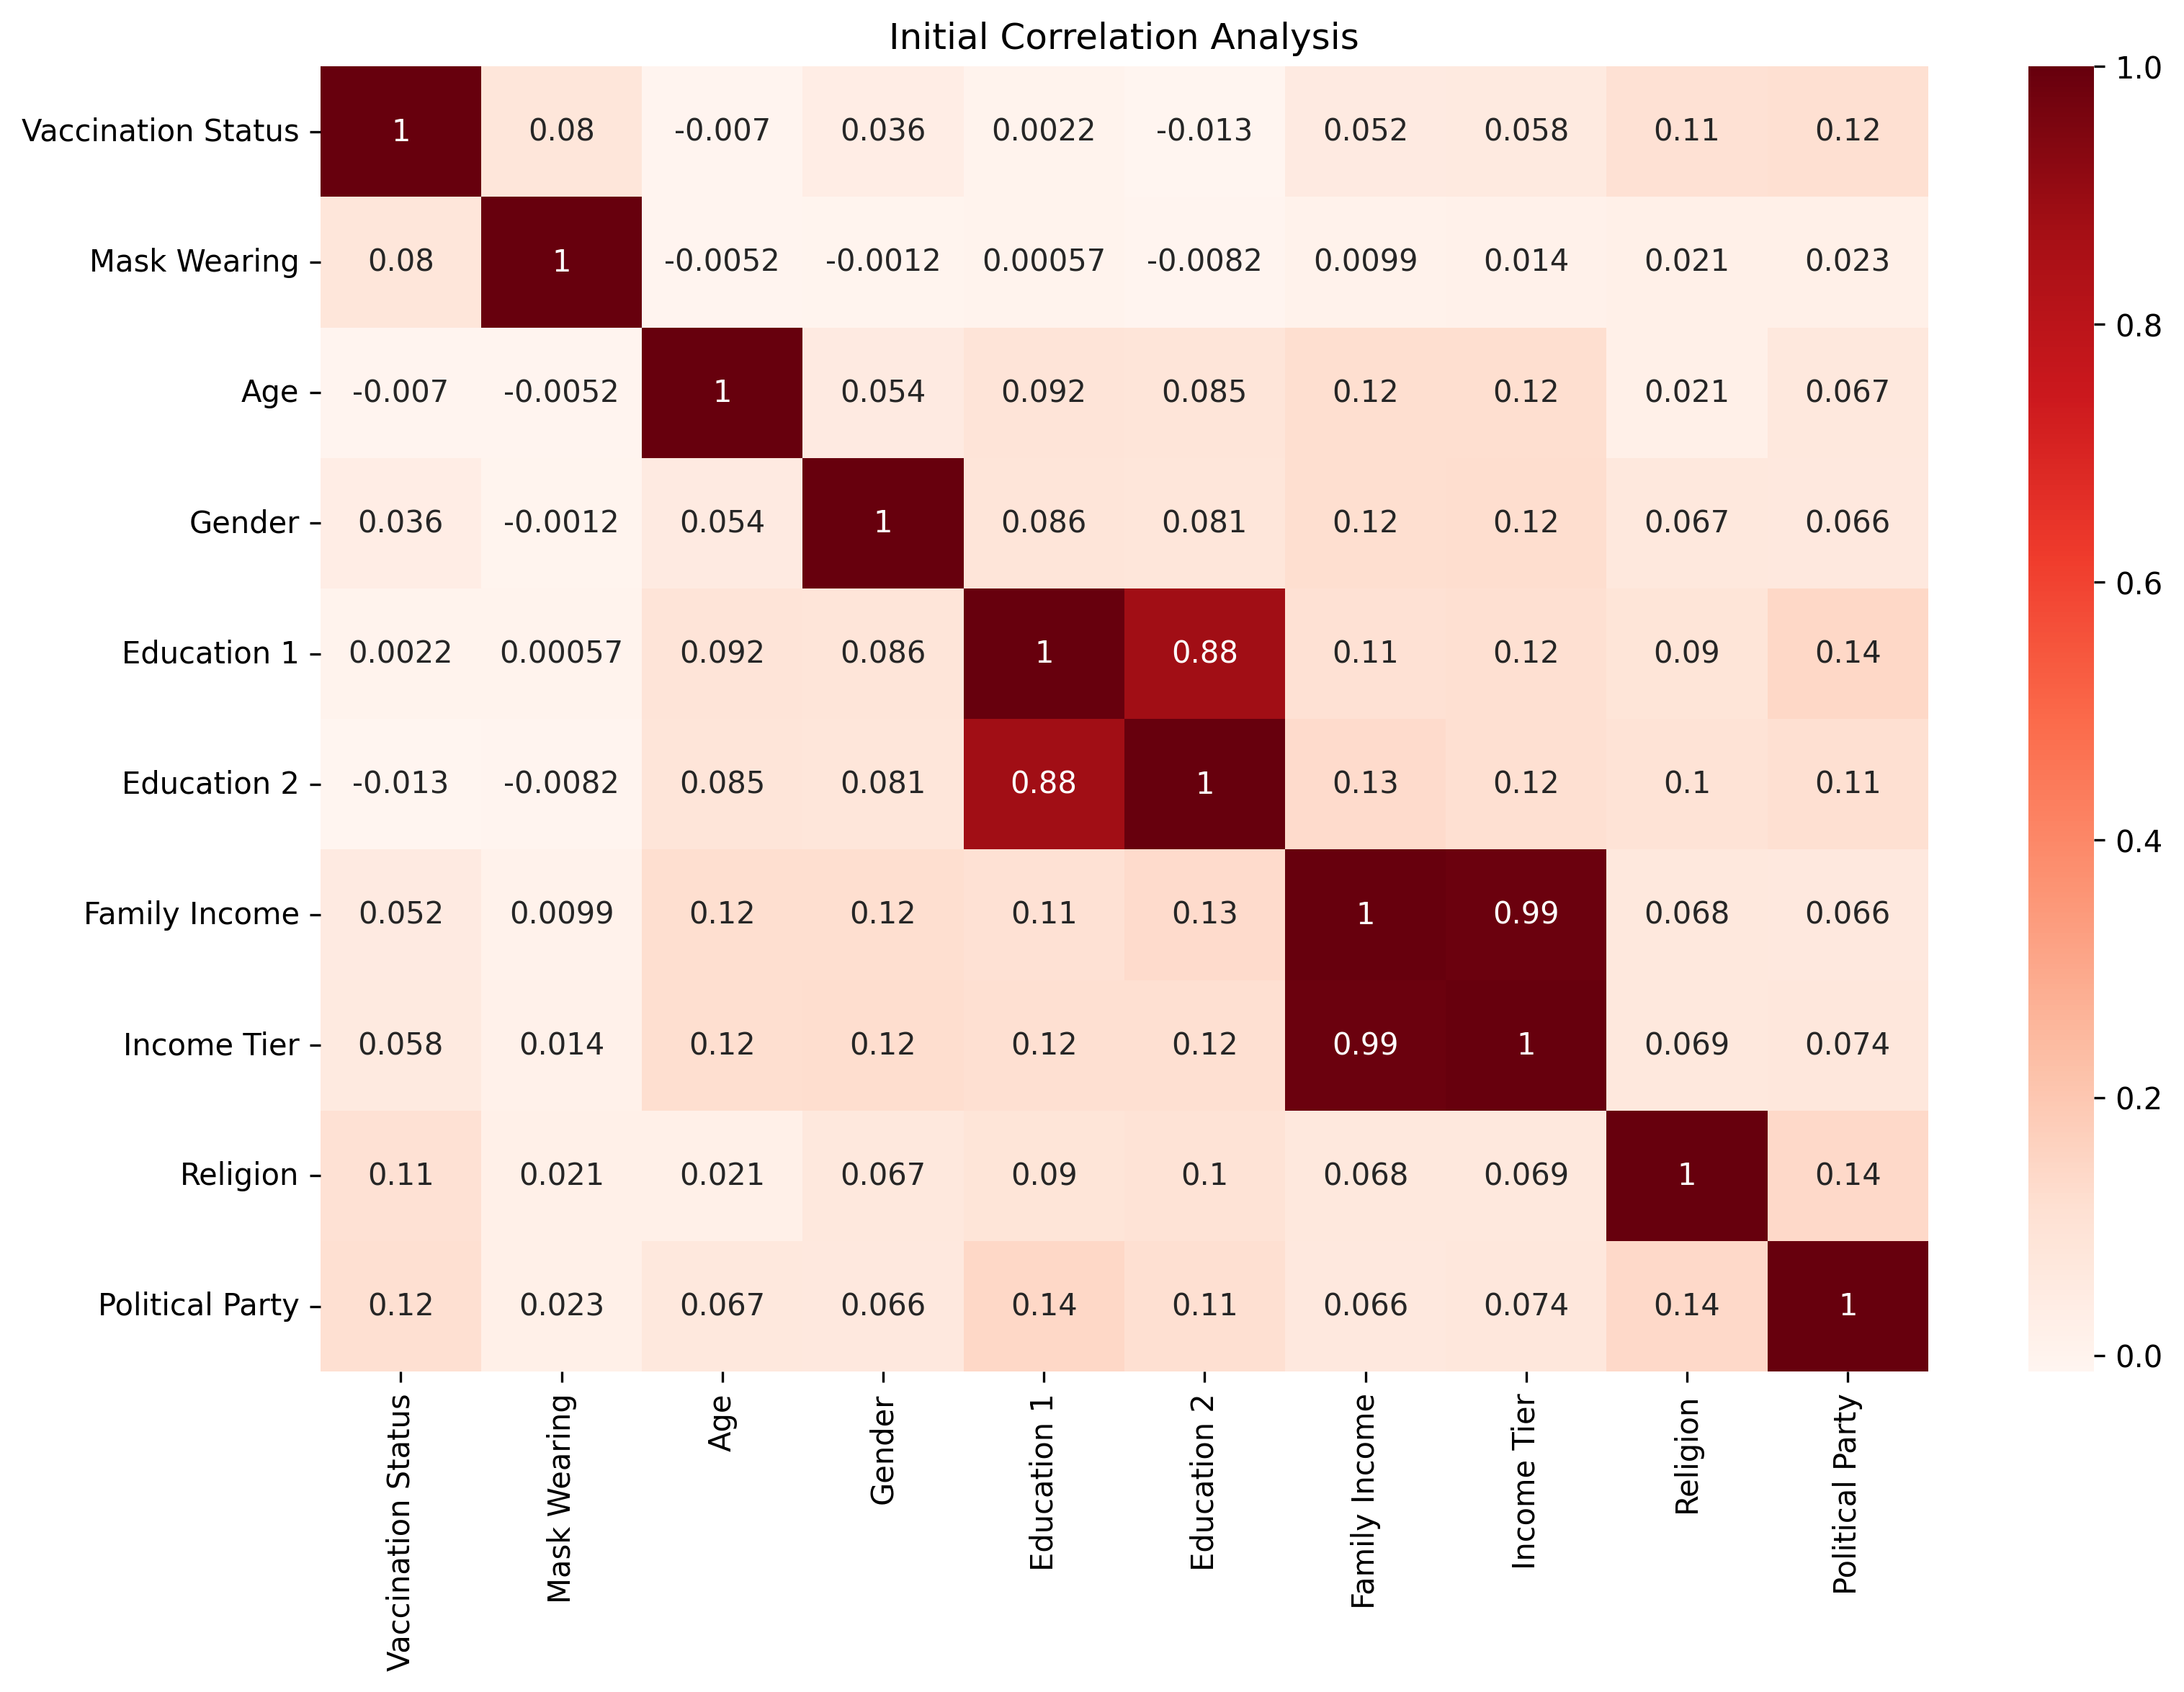 Initial Correlation Analysis
Vaccination Status 1 0.08 -0.007 0.036 0.0022 -0.013 0.052 0.058 0.11 0.12
Mask Wearing 0.08 1 -0.0052 -0.0012 0.00057 -0.0082 0.0099 0.014 0.021 0.023
Age -0.007 -0.0052 1 0.054 0.092 0.085 0.12 0.12 0.021 0.067
Gender 0.036 -0.0012 0.054 1 0.086 0.081 0.12 0.12 0.067 0.066
Education 1 0.0022 0.00057 0.092 0.086 1 0.88 0.11 0.12 0.09 0.14
Education 2 -0.013 -0.0082 0.085 0.081 0.88 1 0.13 0.12 0.1 0.11
Family Income 0.052 0.0099 0.12 0.12 0.11 0.13 1 0.99 0.068 0.066
Income Tier 0.058 0.014 0.12 0.12 0.12 0.12 0.99 1 0.069 0.074
Religion 0.11 0.021 0.021 0.067 0.09 0.1 0.068 0.069 1 0.14
Political Party 0.12 0.023 0.067 0.066 0.14 0.11 0.066 0.074 0.14 1
Vaccination Status
Mask Wearing
Age
Gender
Education 1
Education 2
Family Income
Income Tier
Religion
Political Party
1.0
0.8
0.6
0.4
0.2
0.0